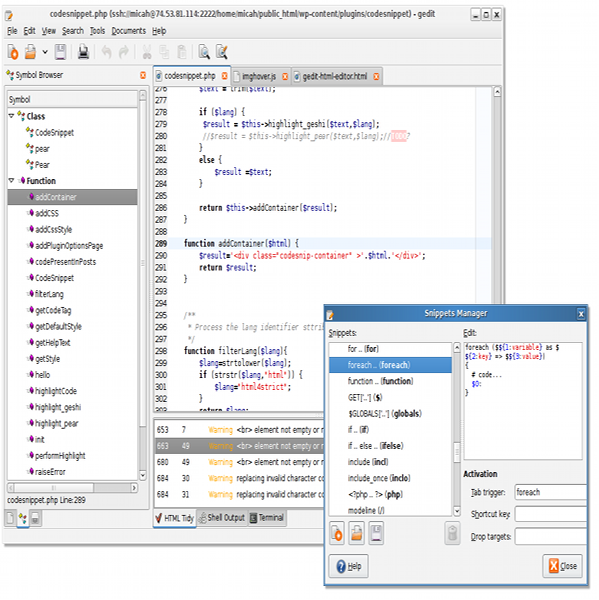 codesnippet.php (ssh://micah@74.53.81.114:2222/home/micah/public_html/wp-content/plugins/codesnippet) - gedit
File Edit View Search Tools Documents Help
Symbol Browser
codesnippet.php
imghover.js
gedit-html-editor.html
Symbol
Class
CodeSnippet
pear
Pear
Function
addContainer
addCSS
addCssStyle
addPluginOptionsPage
codePresentInPosts
CodeSnippet
filterLang
getCodeTag
getDefaultStyle
getHelpText
getStyle
hello
highlightCode
highlight_geshi
highlight_pear
init
performHighlight
raiseError
codesnippet.php Line:289
276 $text = trim($text);
277
278 if ($lang) {
279 $result = $this->highlight_geshi($text,$lang);
280 //$result = $this->highlight_pear($text,$lang);//
281 }
282 else {
283 $result =$text;
284 }
285
286 return $this->addContainer($result);
287 }
288
289 function addContainer($html) {
290 $result='<div class="codesnip-container" >'.$html.'</div>';
291 return $result;
292 }
293
294
295 /**
296 * Process the lang identifier
297 */
298 function filterLang($lang){
299 $lang=strtolower($lang);
300 if (strstr($lang,"html")) {
301 $lang="html4strict";
302 }
303 return $lang;
653 7 Warning <br> element not empty or n
663 49 Warning <br> element not empty or n
680 49 Warning <br> element not empty or n
684 30 Warning replacing invalid character co
684 31 Warning replacing invalid character co
HTML Tidy Shell Output Terminal
Snippets Manager
Snippets:
for .. (for)
foreach .. (foreach)
function .. (function)
GET['..'] ($)
$GLOBALS['..'] (globals)
if .. (if)
if .. else .. (ifelse)
include (incl)
include_once (inclo)
<?php ... ?> (php)
modeline (/)
Edit:
foreach ($${1:variable} as $
${2:key} => $${3:value})
{
# code...
$0:
}
Activation
Tab trigger: foreach
Shortcut key:
Drop targets:
Help
Close